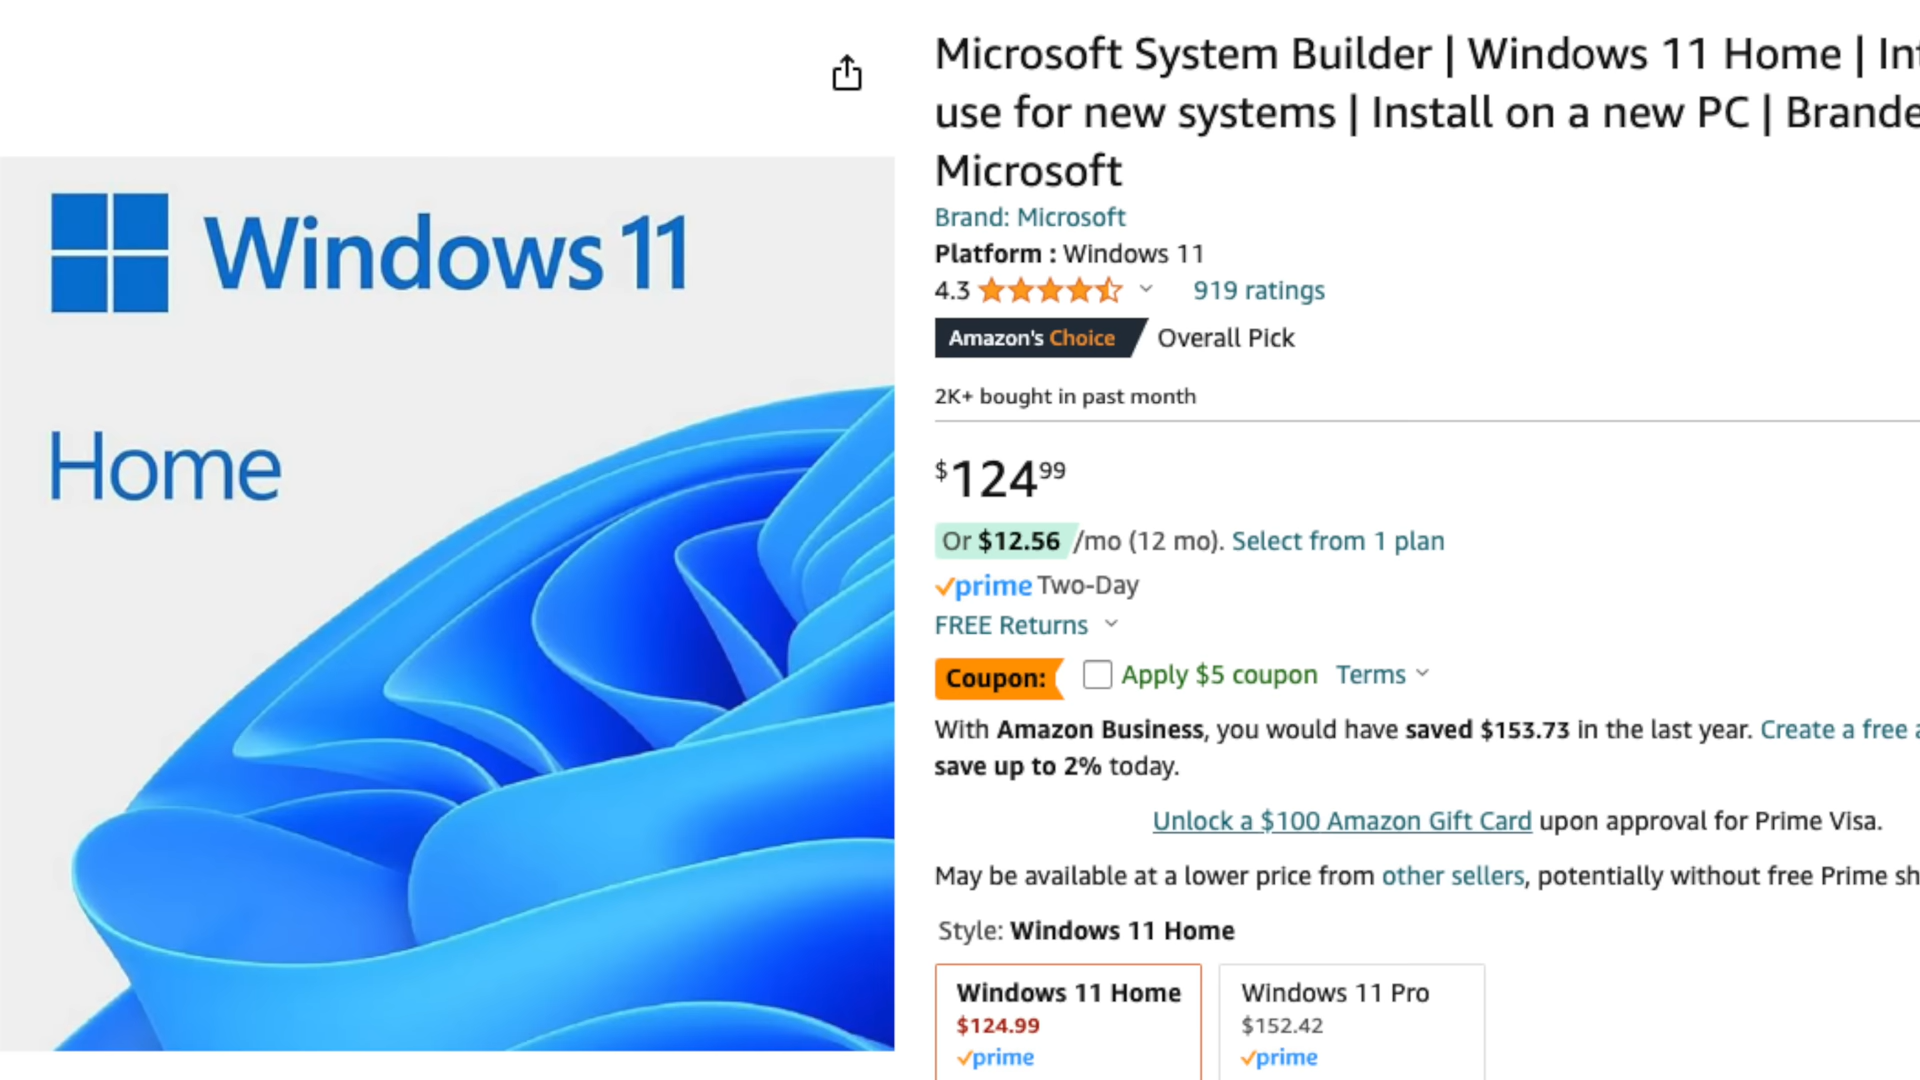 Windows 11
Home
Microsoft System Builder | Windows 11 Home |
use for new systems | Install on a new PC |
Microsoft
Brand: Microsoft
Platform : Windows 11
4.3 919 ratings
Amazon's Choice Overall Pick
2K+ bought in past month
$124 99
Or $12.56 /mo (12 mo). Select from 1 plan
prime Two-Day
FREE Returns
Coupon: Apply $5 coupon Terms
With Amazon Business, you would have saved $153.73 in the last year. Create a free
save up to 2% today.
Unlock a $100 Amazon Gift Card upon approval for Prime Visa.
May be available at a lower price from other sellers, potentially without free Prime
Style: Windows 11 Home
Windows 11 Home
$124.99
prime
Windows 11 Pro
$152.42
prime